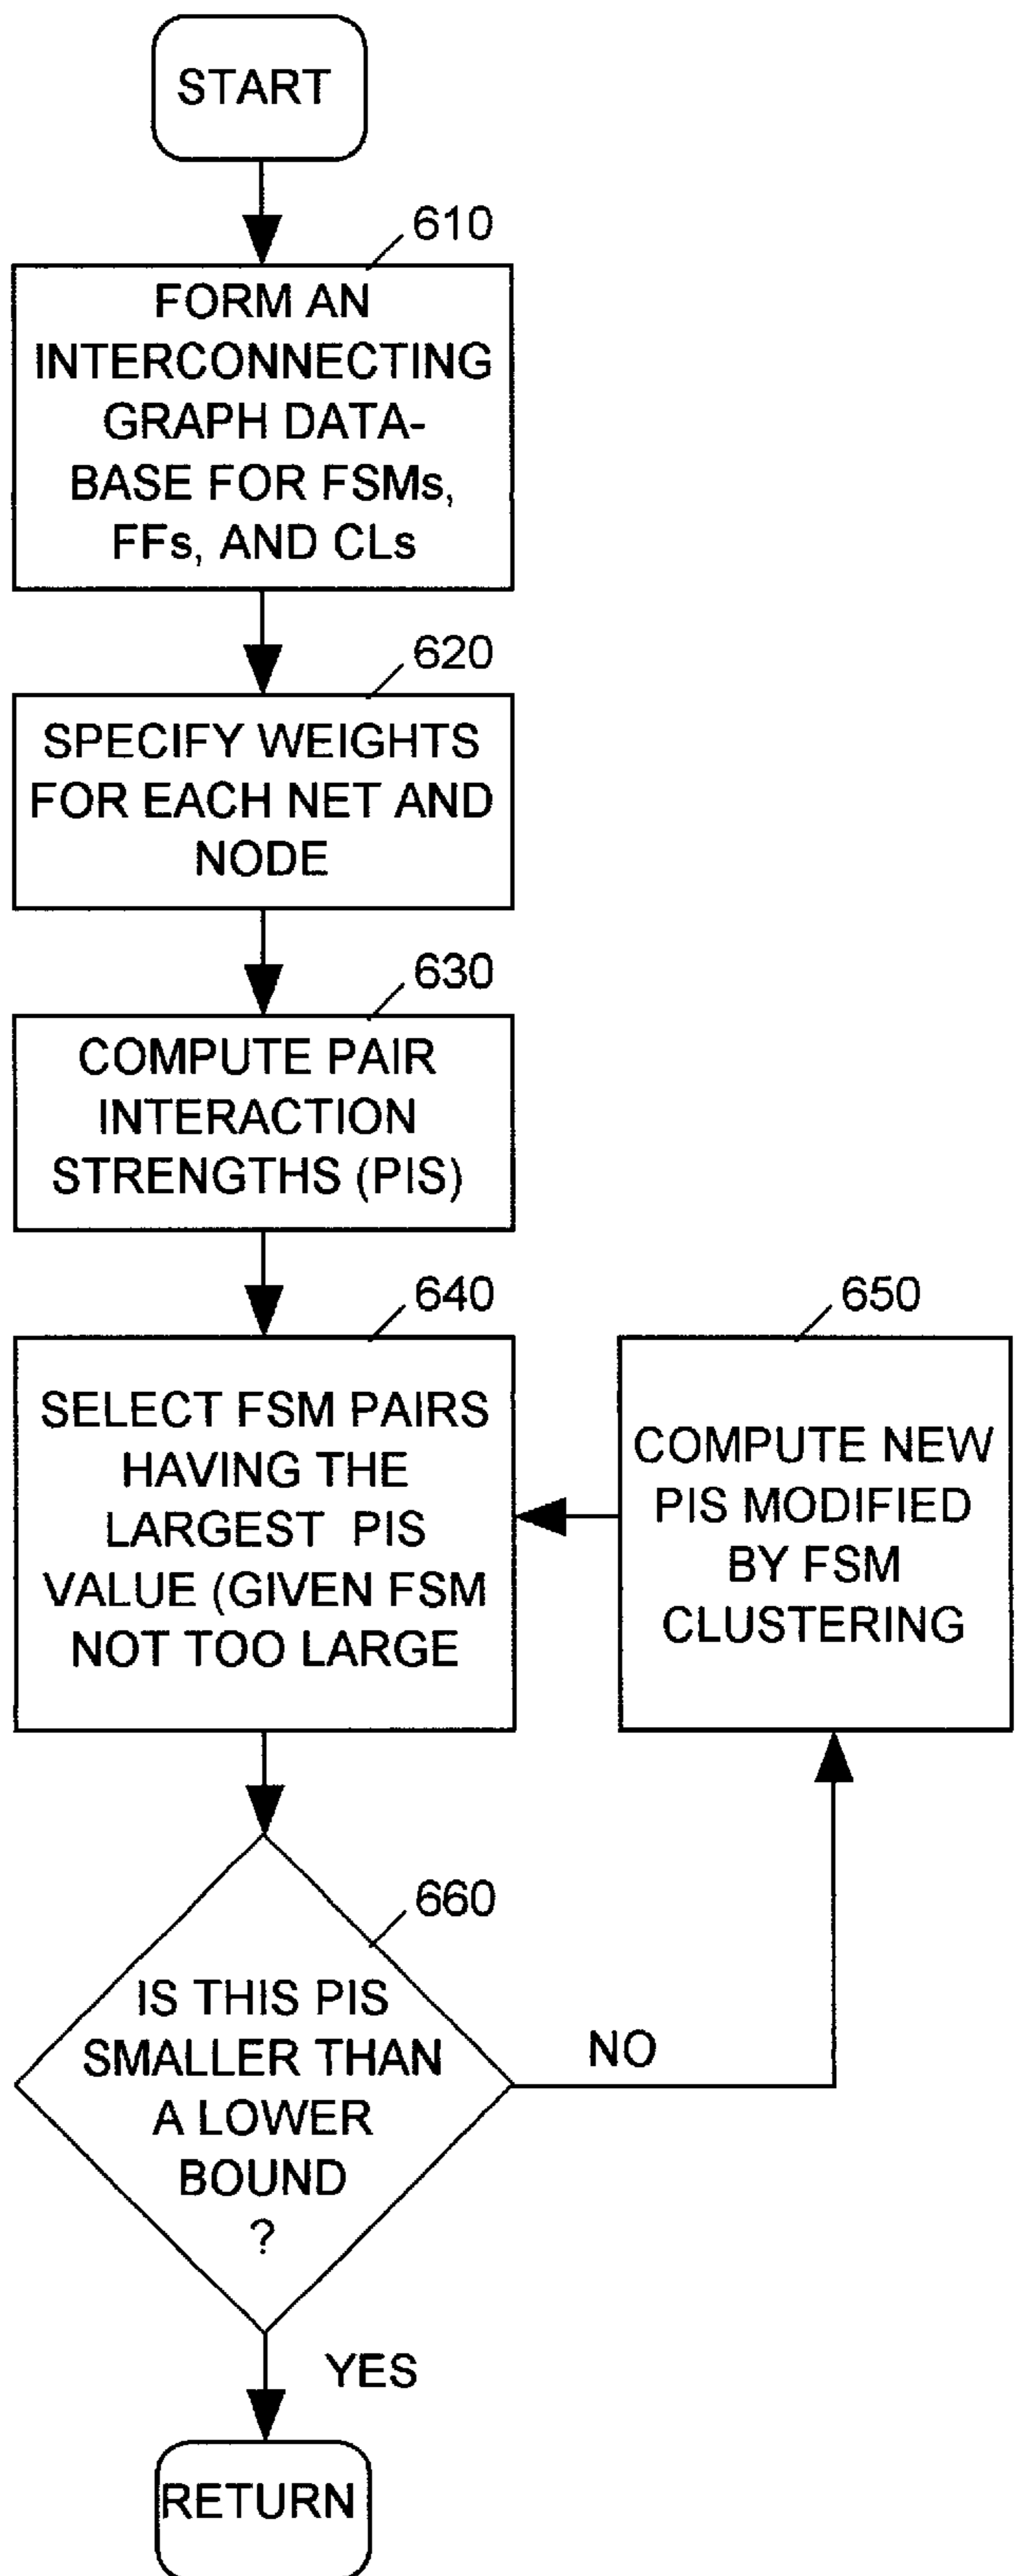 START
610
FORM AN
INTERCONNECTING
GRAPH DATA-
BASE FOR FSMs,
FFs, AND CLs
620
SPECIFY WEIGHTS
FOR EACH NET AND
NODE
630
COMPUTE PAIR
INTERACTION
STRENGTHS (PIS)
640
SELECT FSM PAIRS
HAVING THE
LARGEST PIS
VALUE (GIVEN FSM
NOT TOO LARGE
650
COMPUTE NEW
PIS MODIFIED
BY FSM
CLUSTERING
660
IS THIS PIS
SMALLER THAN
A LOWER
BOUND
?
NO
YES
RETURN